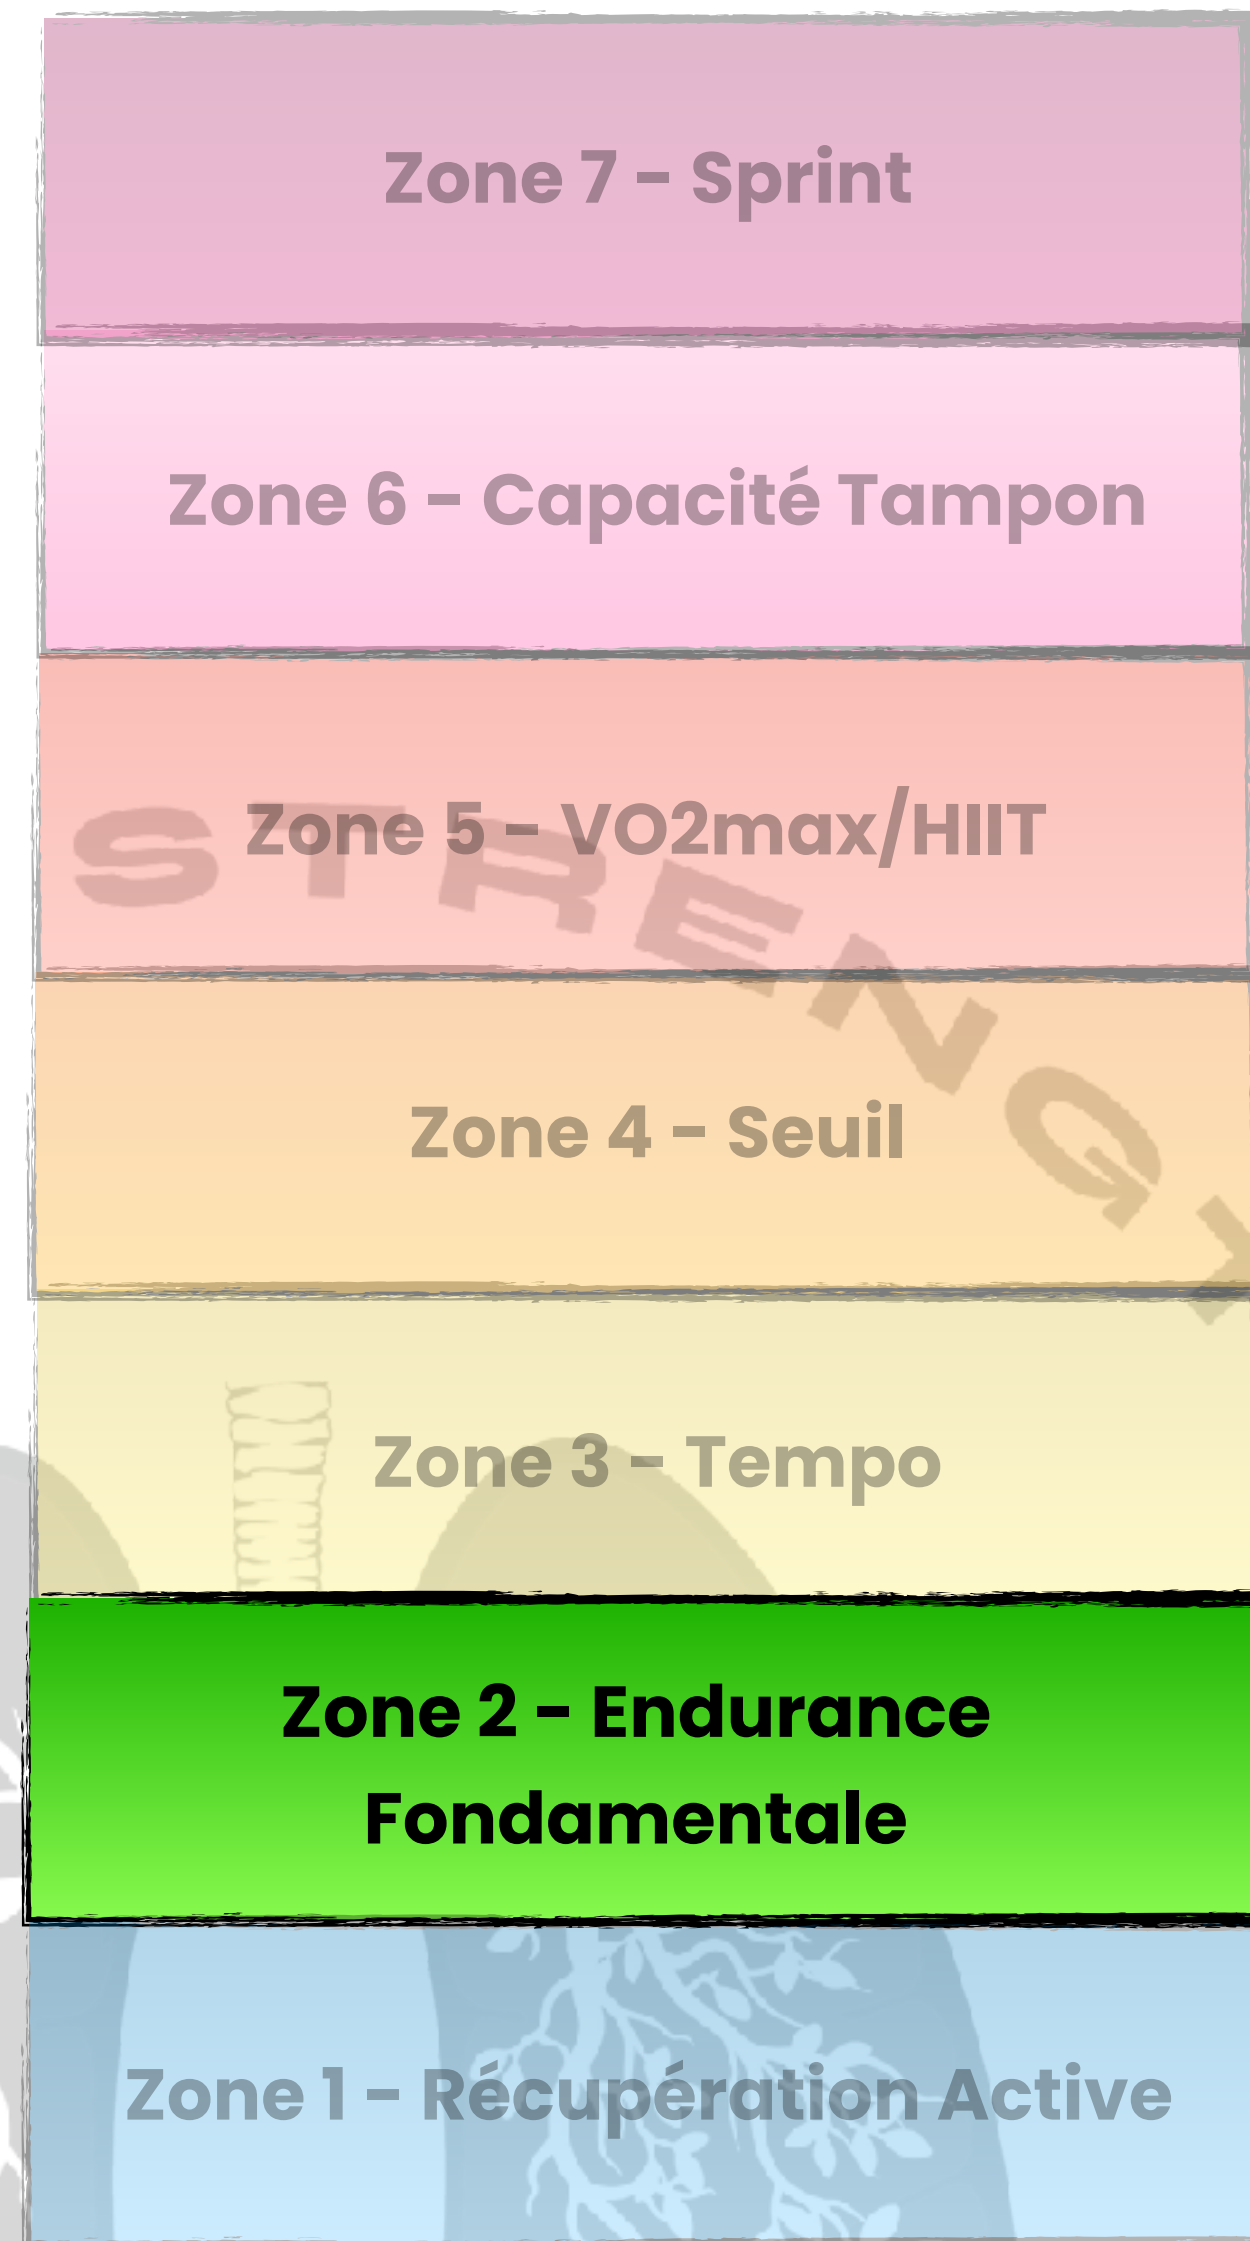 Zone 7 - Sprint
Zone 6 - Capacité Tampon
Zone 5 - VO2max/HIIT
STRENG
Zone 4 - Seuil
Zone 3 - Tempo
Zone 2 - Endurance
Fondamentale
Zone 1 - Récupération Active